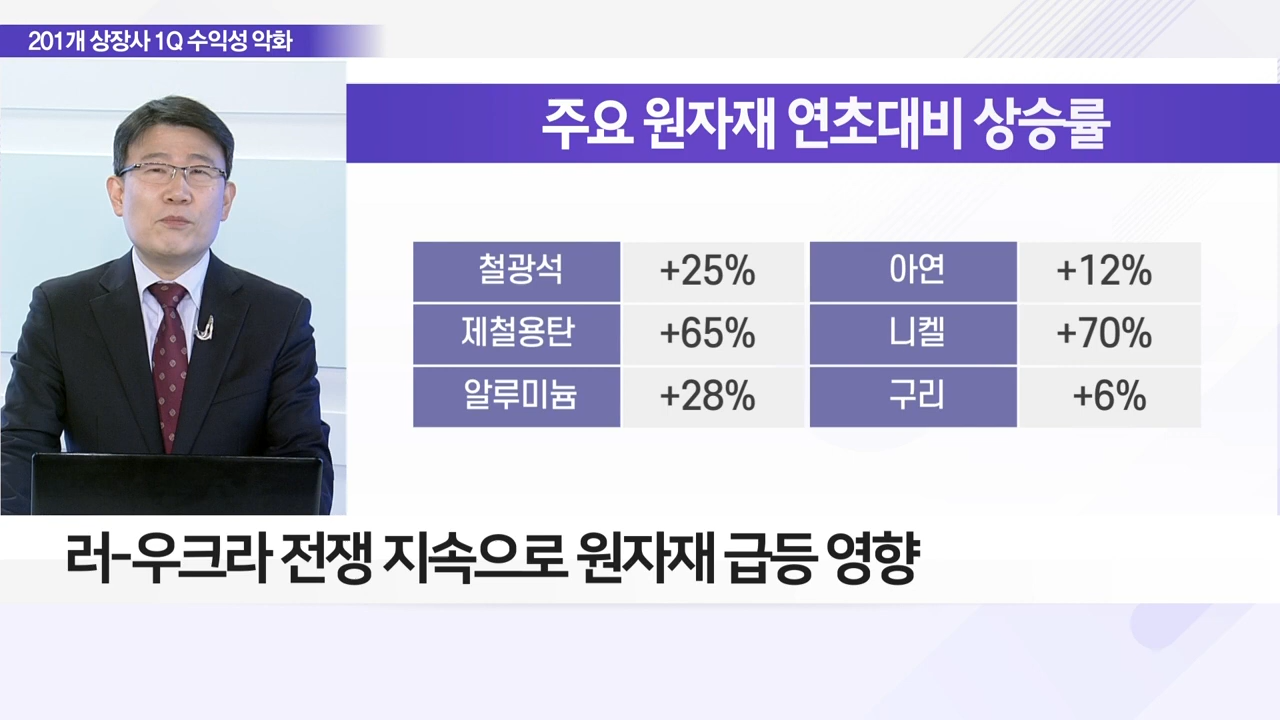 201개 상장사 1Q 수익성 악화
주요 원자재 연초대비 상승률
철광석 +25% 아연 +12%
제철용탄 +65% 니켈 +70%
알루미늄 +28% 구리 +6%
러-우크라 전쟁 지속으로 원자재 급등 영향